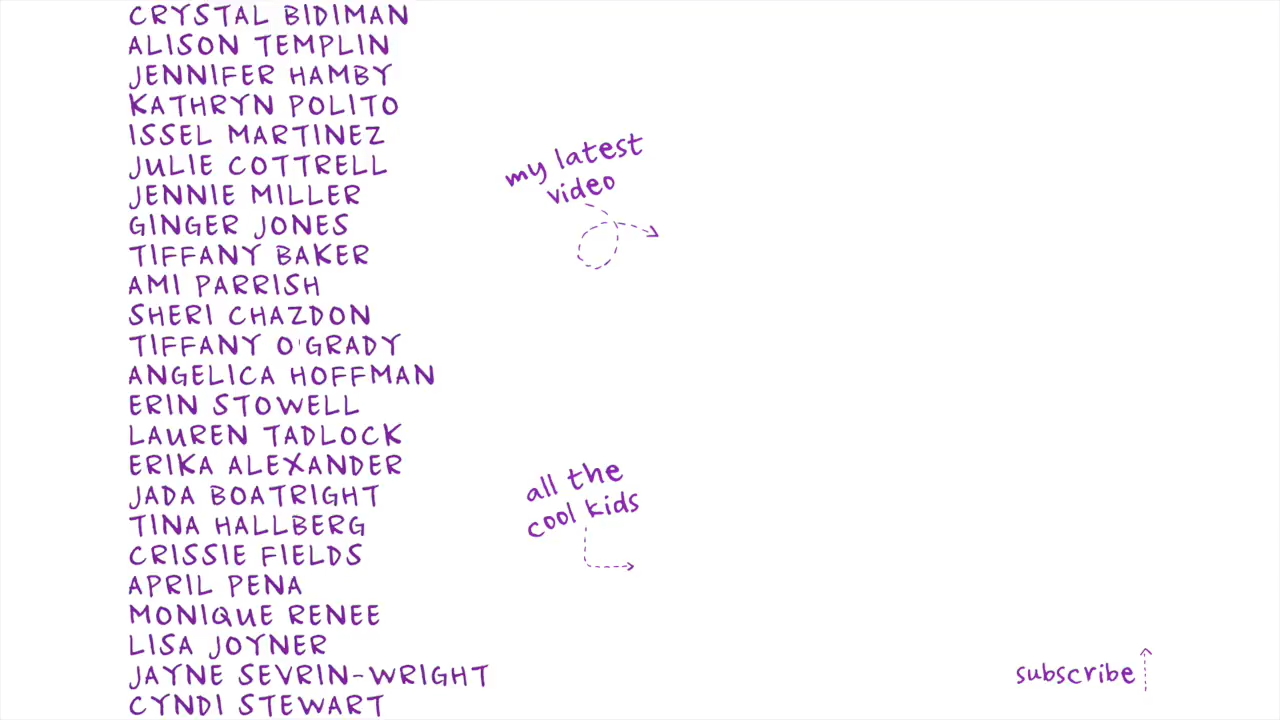 CRYSTAL BIDIMAN
ALISON TEMPLIN
JENNIFER HAMBY
KATHRYN POLITO
ISSEL MARTINEZ
JULIE COTTRELL
JENNIE MILLER
GINGER JONES
TIFFANY BAKER
AMI PARRISH
SHERI CHAZDON
TIFFANY O'GRADY
ANGELICA HOFFMAN
ERIN STOWELL
LAUREN TADLOCK
ERIKA ALEXANDER
JADA BOATRIGHT
TINA HALLBERG
CRISSIE FIELDS
APRIL PENA
MONIQUE RENEE
LISA JOYNER
JAYNE SEVRIN-WRIGHT
CYNDI STEWART
my latest
video
all the
cool kids
subscribe